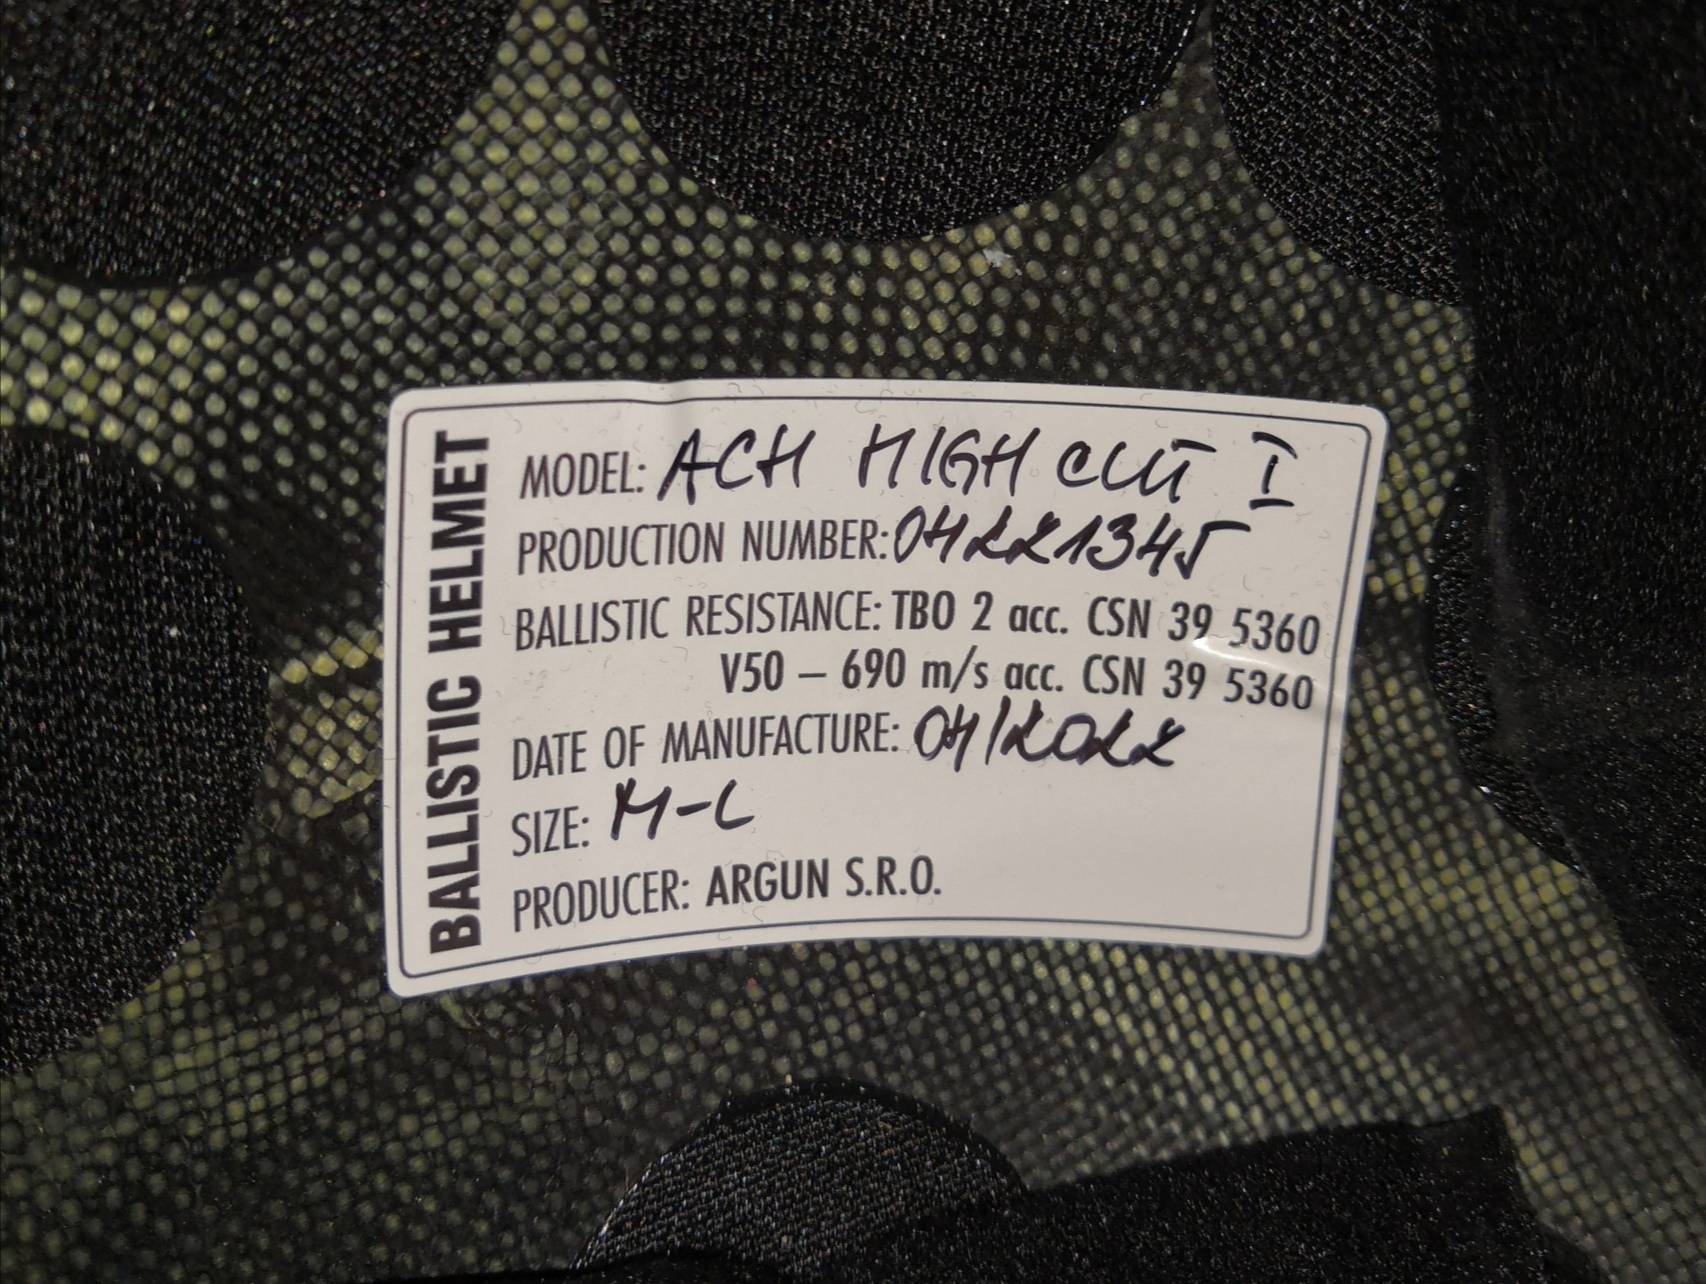 BALLISTIC HELMET
MODEL: ACH HIGH CUT I
PRODUCTION NUMBER: 04221345
BALLISTIC RESISTANCE: TBO 2 acc. CSN 39 5360
V50 – 690 m/s acc. CSN 39 5360
DATE OF MANUFACTURE: 04/2022
SIZE: M-L
PRODUCER: ARGUN S.R.O.